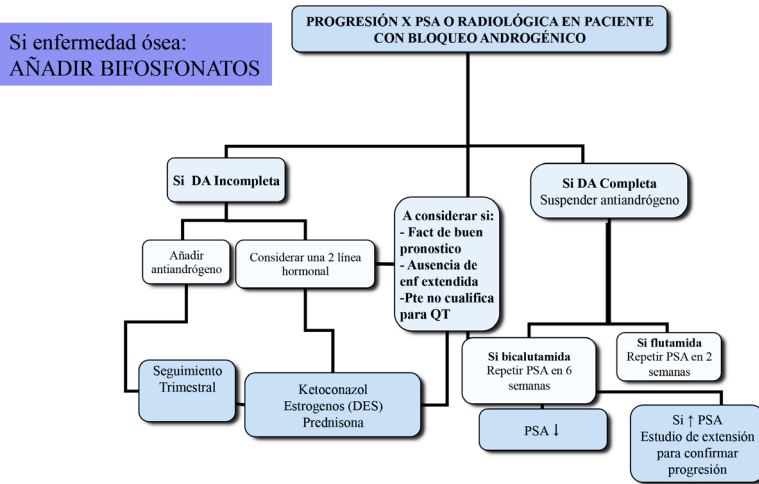 Si enfermedad ósea:
AÑADIR BIFOSFONATOS
PROGRESIÓN X PSA O RADIOLÓGICA EN PACIENTE
CON BLOQUEO ANDROGÉNICO
Si DA Incompleta
Añadir
antiandrógeno
Considerar una 2 línea
hormonal
A considerar si:
- Fact de buen
pronostico
- Ausencia de
enf extendida
-Pte no cualifica
para QT
Si DA Completa
Suspender antiandrógeno
Si bicalutamida
Repetir PSA en 6
semanas
Si flutamida
Repetir PSA en 2
semanas
Seguimiento
Trimestral
Ketoconazol
Estrogenos (DES)
Prednisona
PSA ↓
Si ↑ PSA
Estudio de extensión
para confirmar
progresión